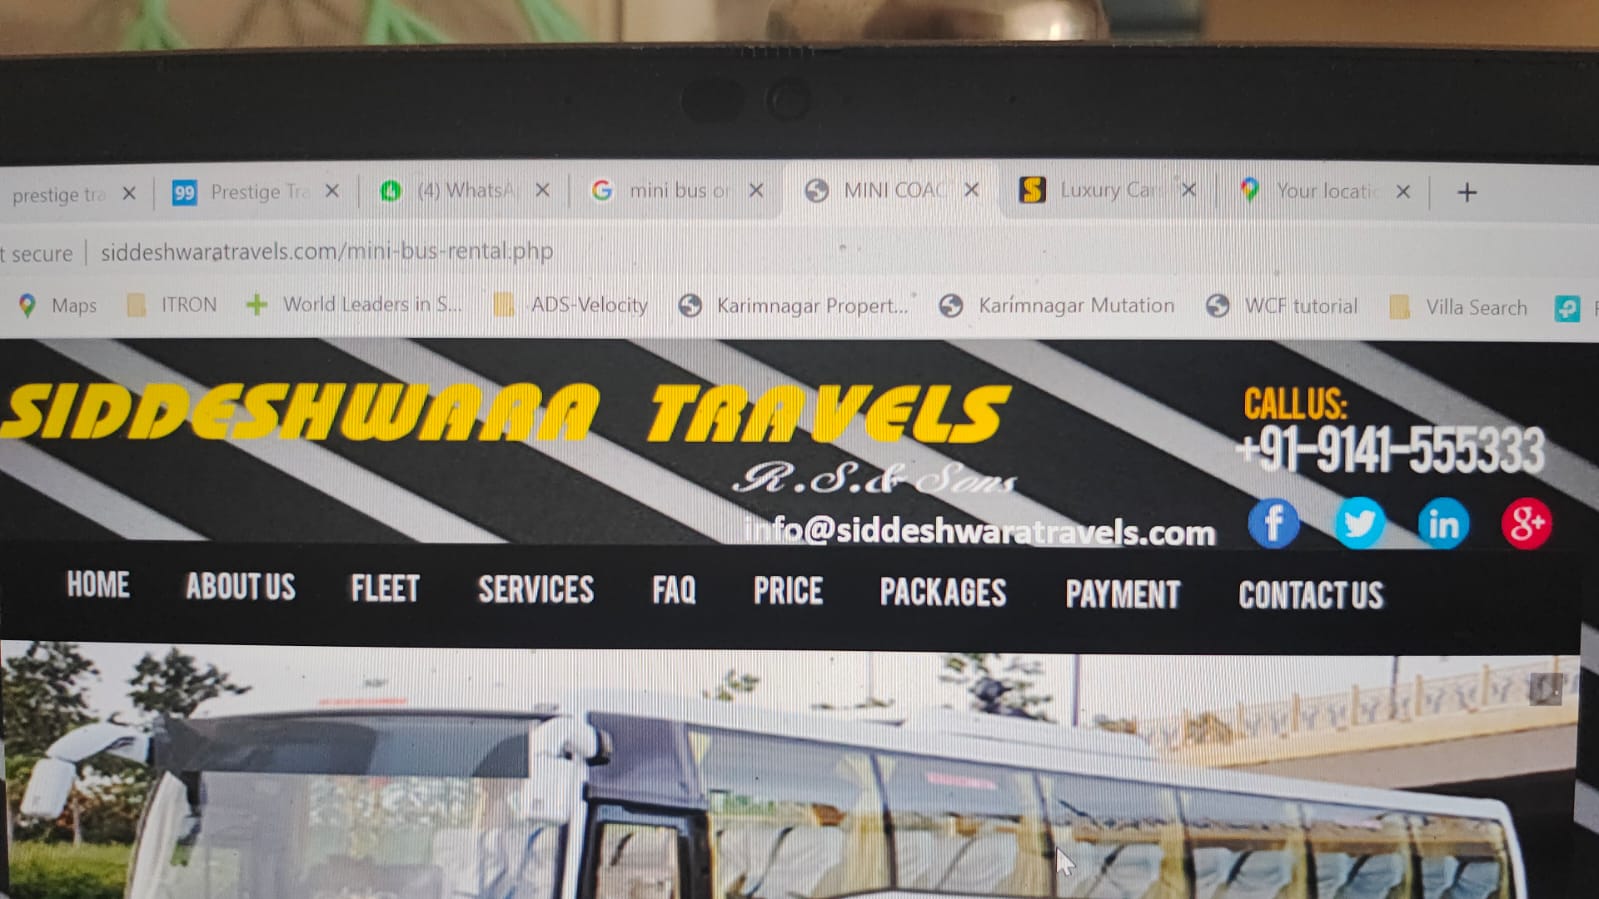 prestige tra 99 Prestige Tra (4) WhatsA mini bus or MINI COAC S Luxury Cars Your locatic
t secure siddeshwaratravels.com/mini-bus-rental.php
Maps ITRON World Leaders in S... ADS-Velocity Karimnagar Propert... Karimnagar Mutation WCF tutorial Villa Search
SIDDESHWARA TRAVELS
R.S.& Sons
info@siddeshwaratravels.com
CALL US:
+91-9141-555333
f in g+
HOME ABOUT US FLEET SERVICES FAQ PRICE PACKAGES PAYMENT CONTACT US